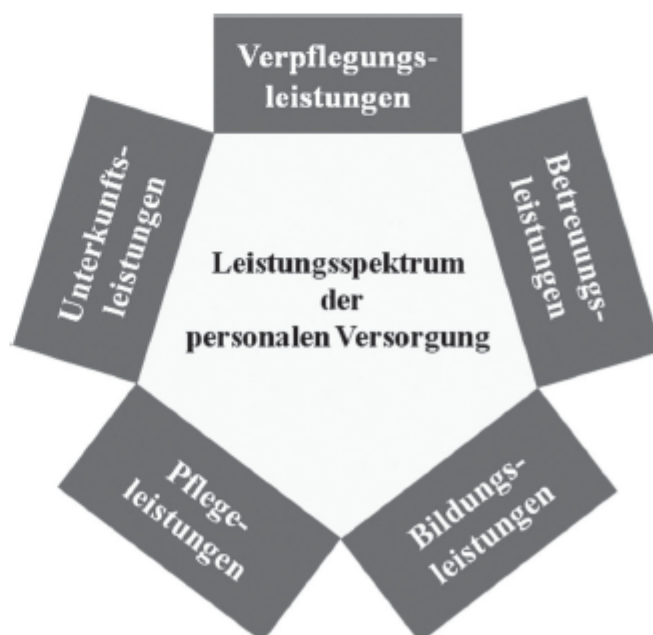 Verpflegungs-
leistungen
Unterkunfts-
leistungen
Betreuungs-
leistungen
Leistungsspektrum
der
personalen Versorgung
Pflege-
leistungen
Bildungs-
leistungen